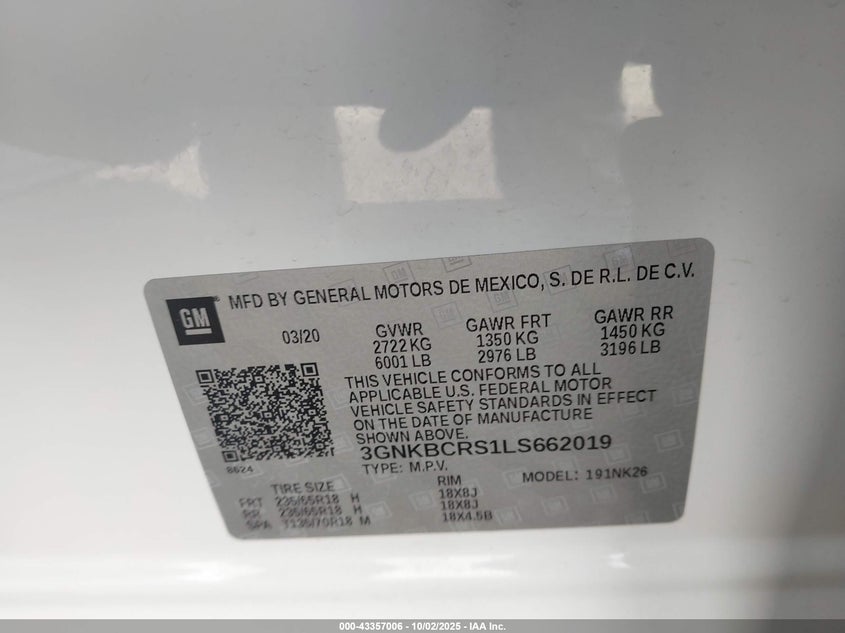 GM
MFD BY GENERAL MOTORS DE MEXICO, S. DE R.L. DE C.V.
03/20
GVWR
2722 KG
6001 LB
GAWR FRT
1350 KG
2976 LB
GAWR RR
1450 KG
3196 LB
THIS VEHICLE CONFORMS TO ALL
APPLICABLE U.S. FEDERAL MOTOR
VEHICLE SAFETY STANDARDS IN EFFECT
ON THE DATE OF MANUFACTURE
SHOWN ABOVE.
8624
3GNKBCRS1LS662019
TYPE: M.P.V.
MODEL: 191NK26
TIRE SIZE RIM
FRT 235/65R18 H 18X8J
RR 235/65R18 H 18X8J
SPA T135/70R18 M 18X4.5B
000-43357006 - 10/02/2025 - IAA Inc.